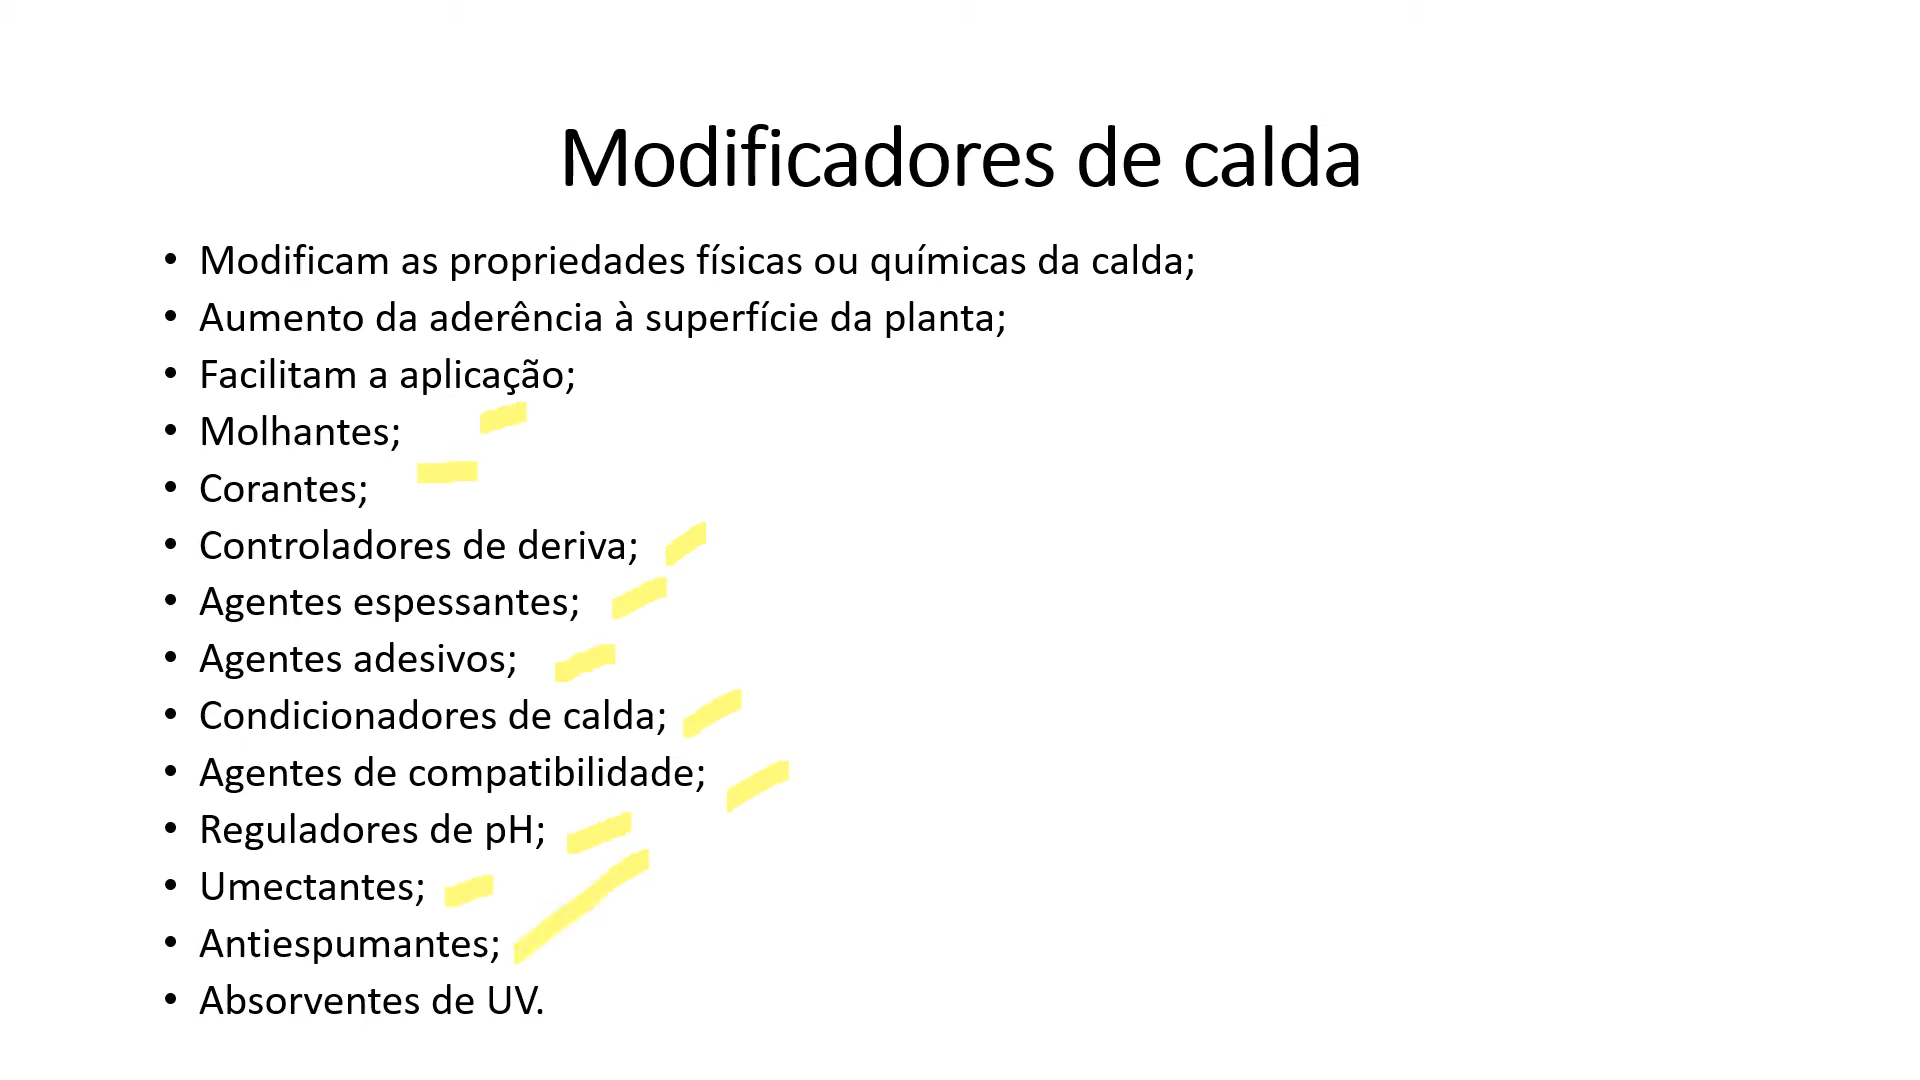 Modificadores de calda
• Modificam as propriedades físicas ou químicas da calda;
• Aumento da aderência à superfície da planta;
• Facilitam a aplicação;
• Molhantes;
• Corantes;
• Controladores de deriva;
• Agentes espessantes;
• Agentes adesivos;
• Condicionadores de calda;
• Agentes de compatibilidade;
• Reguladores de pH;
• Umectantes;
• Antiespumantes;
• Absorventes de UV.